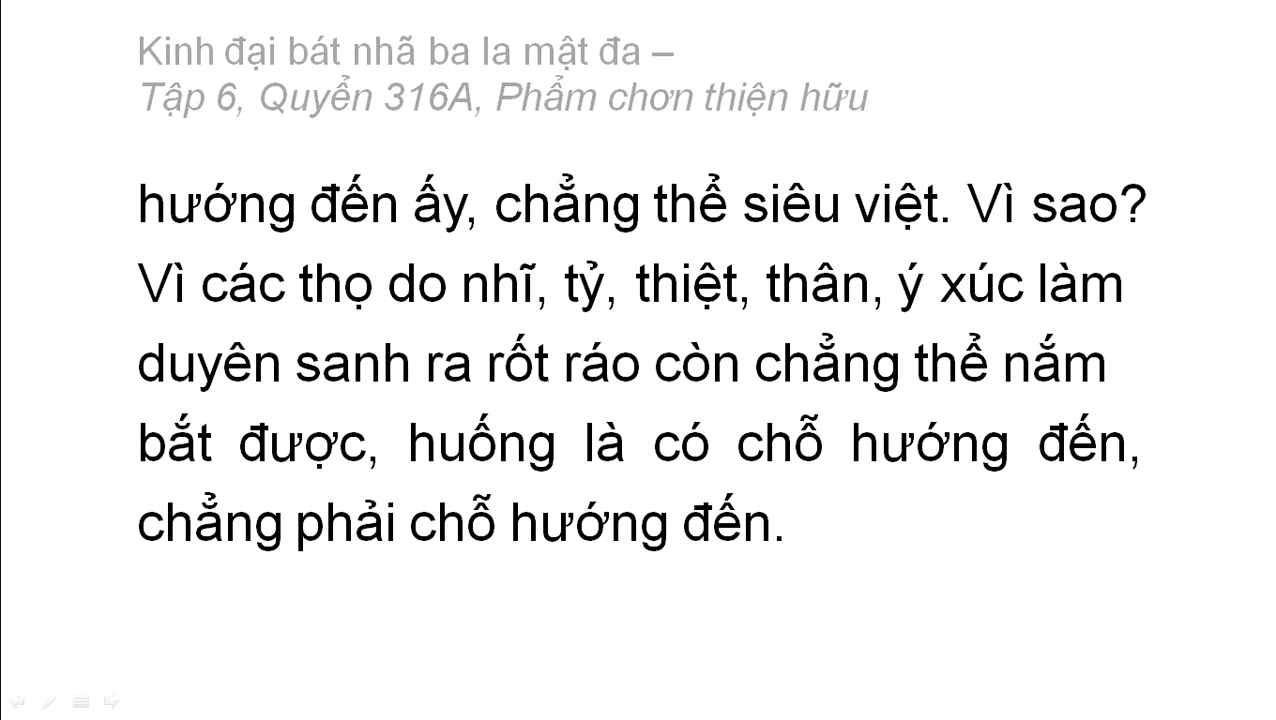 Kinh đại bát nhã ba la mật đa –
Tập 6, Quyển 316A, Phẩm chơn thiện hữu
hướng đến ấy, chẳng thể siêu việt. Vì sao?
Vì các thọ do nhĩ, tỷ, thiệt, thân, ý xúc làm
duyên sanh ra rốt ráo còn chẳng thể nắm
bắt được, huống là có chỗ hướng đến,
chẳng phải chỗ hướng đến.